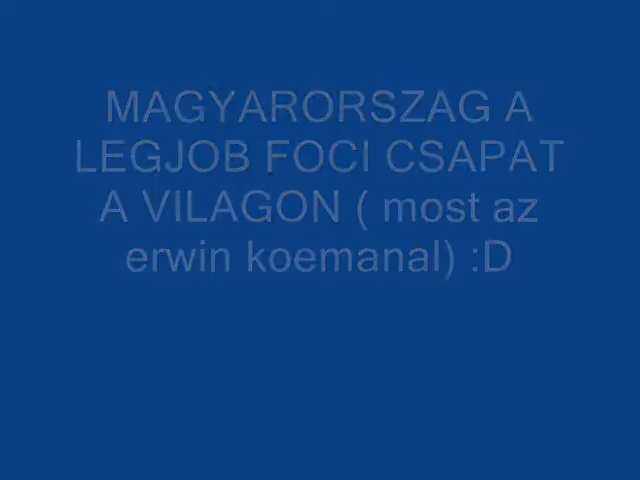 MAGYARORSZAG A
LEGJOB FOCI CSAPAT
A VILAGON ( most az
erwin koemanal) :D